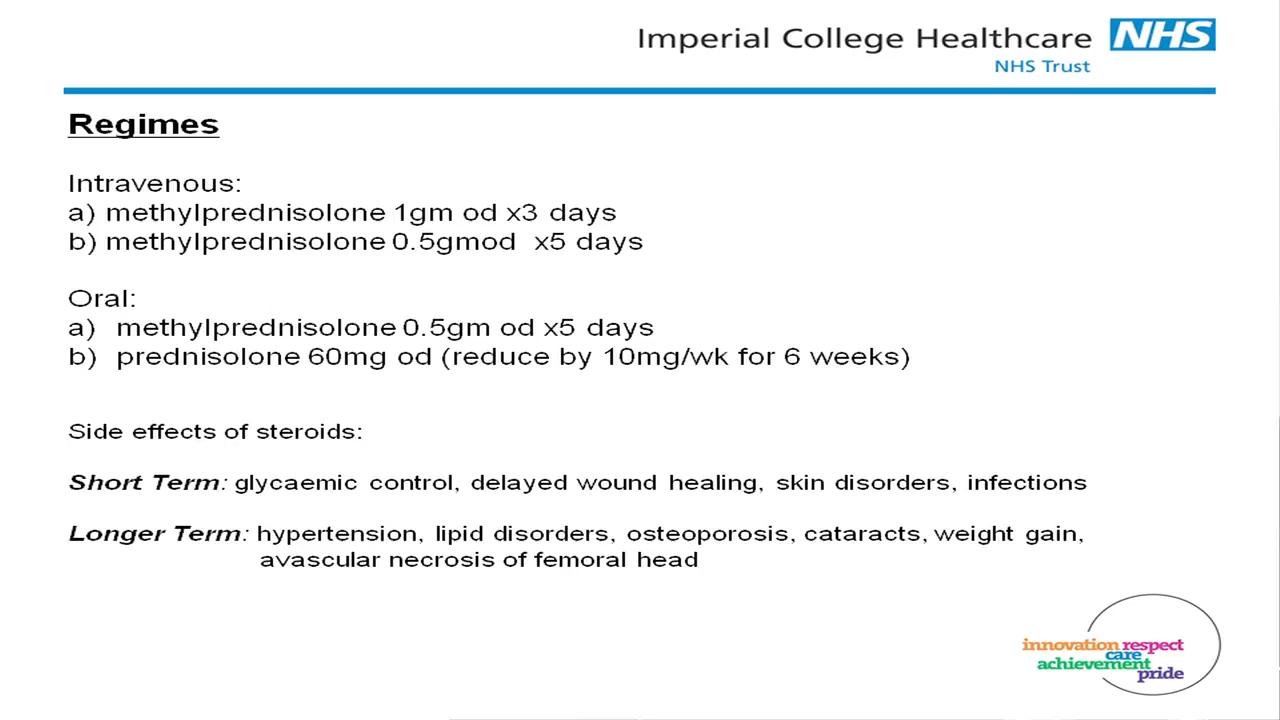 Imperial College Healthcare NHS
NHS Trust
Regimes
Intravenous:
a) methylprednisolone 1gm od x3 days
b) methylprednisolone 0.5gmod x5 days
Oral:
a) methylprednisolone 0.5gm od x5 days
b) prednisolone 60mg od (reduce by 10mg/wk for 6 weeks)
Side effects of steroids:
Short Term: glycaemic control, delayed wound healing, skin disorders, infections
Longer Term: hypertension, lipid disorders, osteoporosis, cataracts, weight gain,
avascular necrosis of femoral head
innovation respect
care
achievement
pride